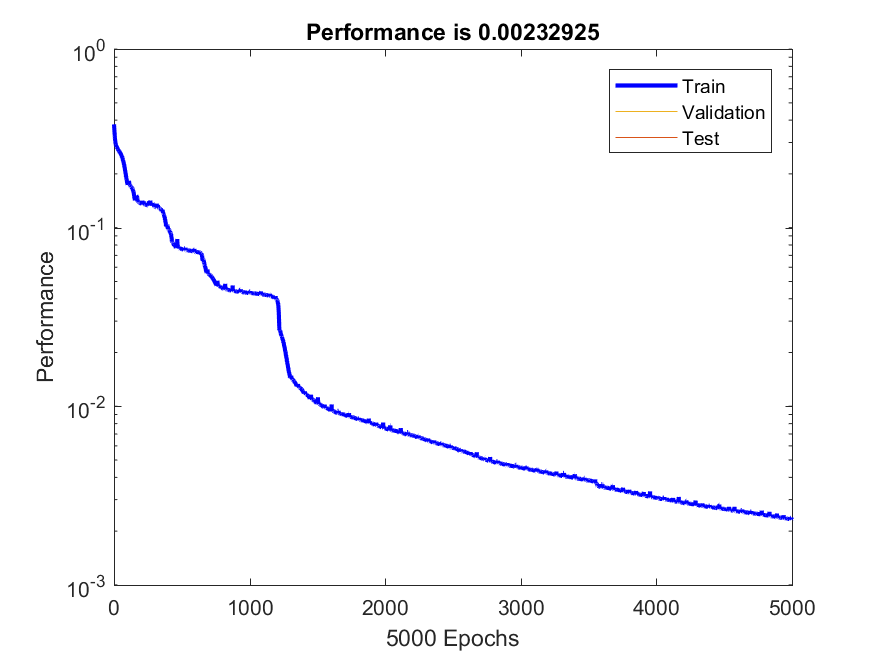 Performance is 0.00232925
10^0
Train
Validation
Test
10^-1
Performance
10^-2
10^-3
0 1000 2000 3000 4000 5000
5000 Epochs